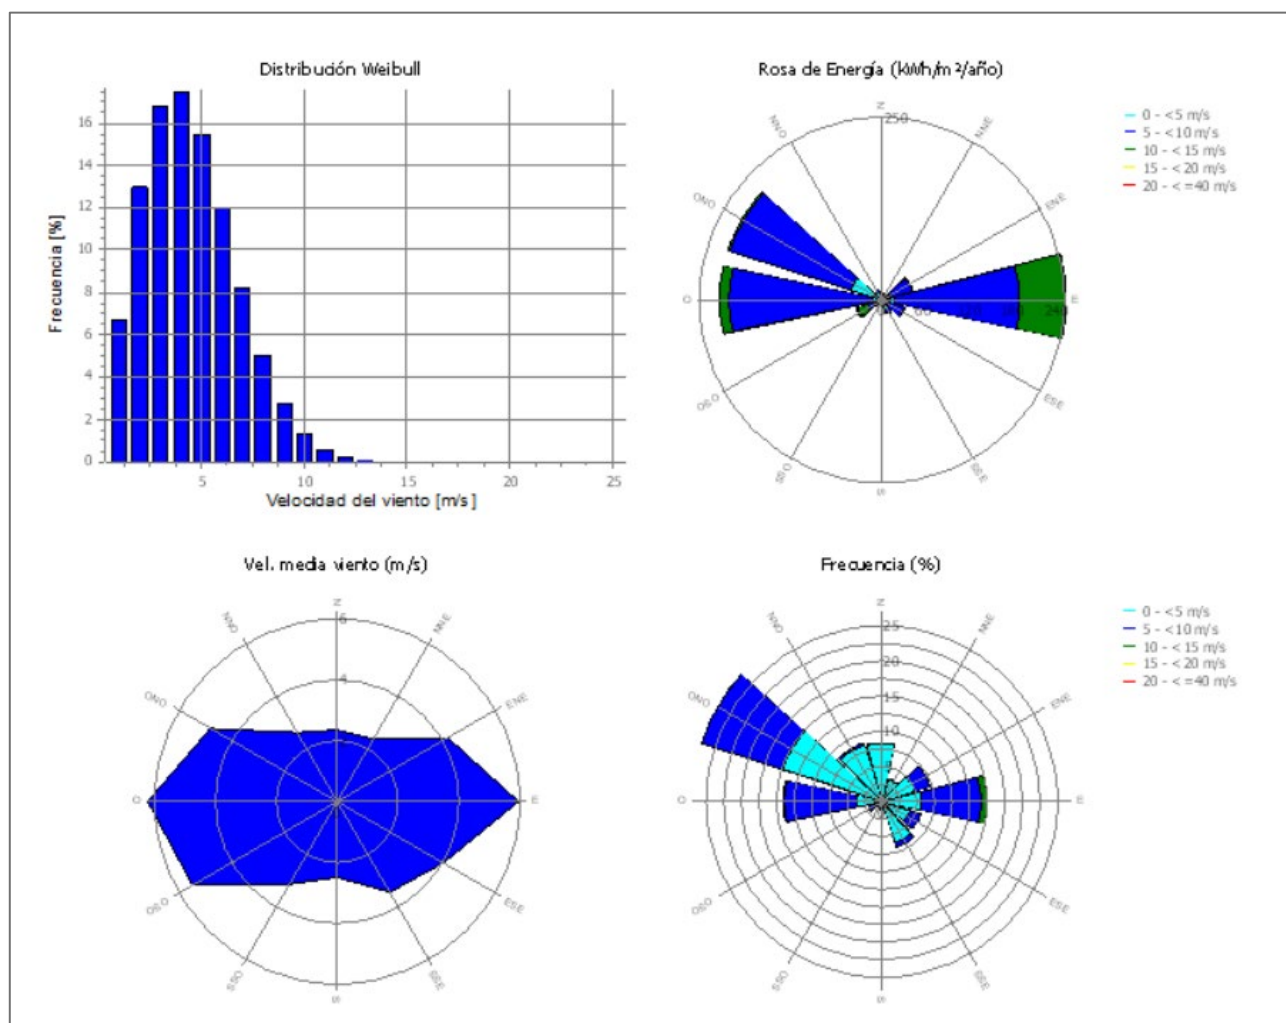 Distribución Weibull
Frecuencia [%]
16
14
12
10
8
6
4
2
0
5
10
15
20
25
Velocidad del viento [m/s]
Rosa de Energía (kWh/m²/año)
N
250
NNE
ENE
E
ESE
SSE
S
SSO
OSO
O
ONO
NNO
60
120
180
240
0 - <5 m/s
5 - <10 m/s
10 - <15 m/s
15 - <20 m/s
20 - <=40 m/s
Vel. media viento (m/s)
N
6
4
NNE
ENE
E
ESE
SSE
S
SSO
OSO
O
ONO
NNO
Frecuencia (%)
N
25
20
15
10
NNE
ENE
E
ESE
SSE
S
SSO
OSO
O
ONO
NNO
0 - <5 m/s
5 - <10 m/s
10 - <15 m/s
15 - <20 m/s
20 - <=40 m/s